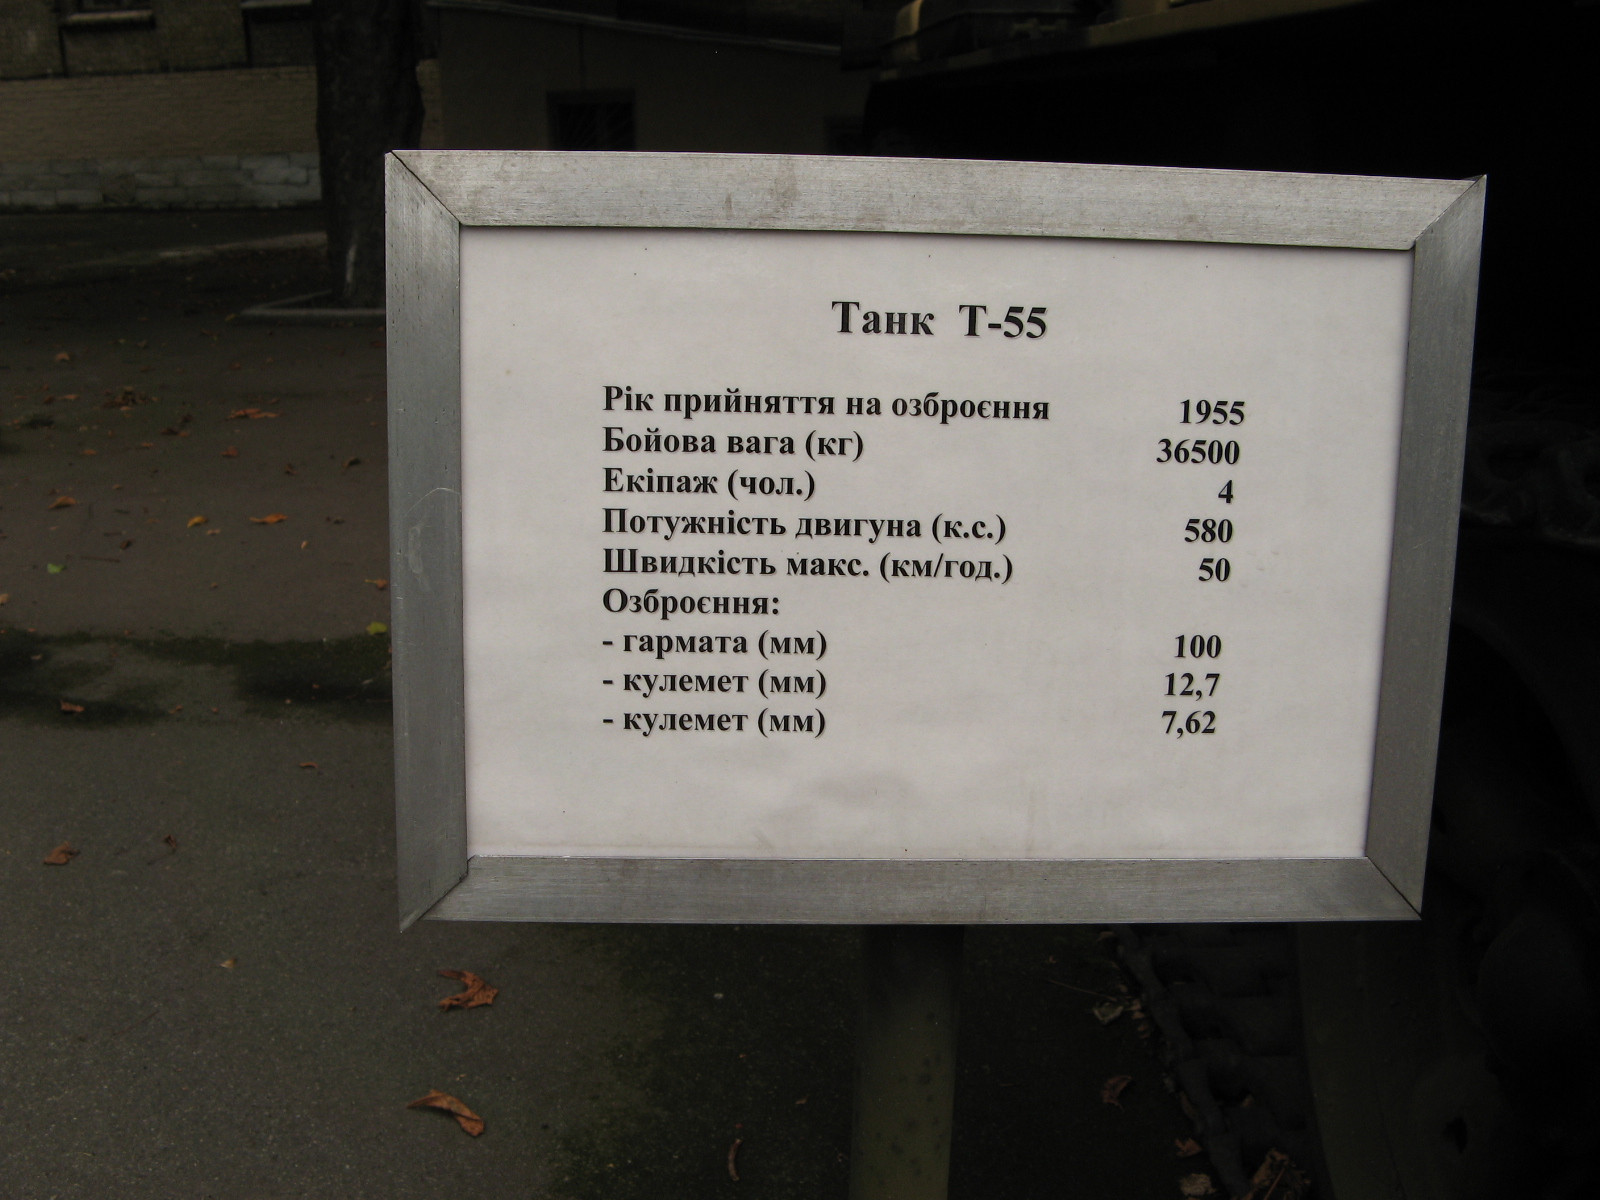 Танк Т-55
Рік прийняття на озброєння 1955
Бойова вага (кг) 36500
Екіпаж (чол.) 4
Потужність двигуна (к.с.) 580
Швидкість макс. (км/год.) 50
Озброєння:
- гармата (мм) 100
- кулемет (мм) 12,7
- кулемет (мм) 7,62